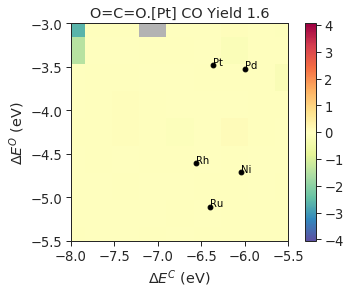 O=C=O.[Pt] CO Yield 1.6
−3.0
−3.5
−4.0
−4.5
−5.0
−5.5
ΔE^O (eV)
Pt
Pd
Rh
Ni
Ru
−8.0 −7.5 −7.0 −6.5 −6.0 −5.5
ΔE^C (eV)
4
3
2
1
0
−1
−2
−3
−4